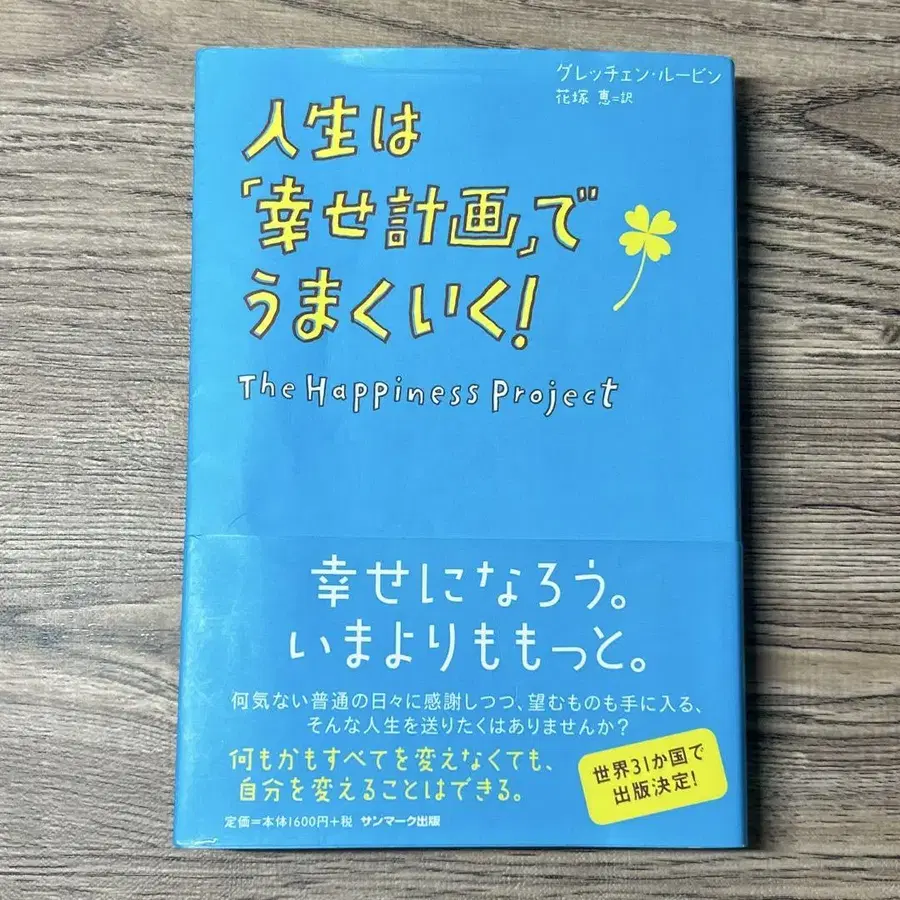 グレッチェン・ルービン
花塚 恵=訳
人生は
「幸せ計画」で
うまくいく!
The Happiness Project
幸せになろう。
いまよりももっと。
何気ない普通の日々に感謝しつつ、望むものも手に入る、
そんな人生を送りたくはありませんか?
何もかもすべてを変えなくても、
自分を変えることはできる。
世界31か国で
出版決定!
定価=本体1600円+税 サンマーク出版